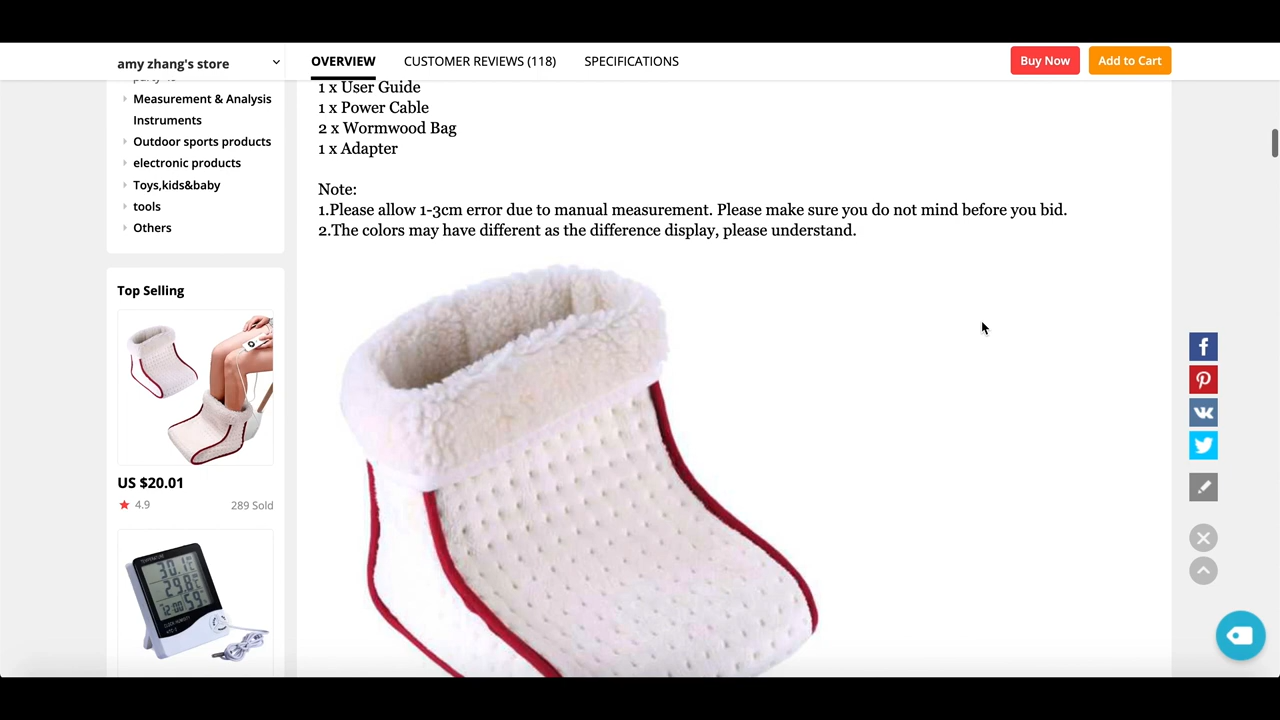 amy zhang's store
OVERVIEW
CUSTOMER REVIEWS (118)
SPECIFICATIONS
Buy Now
Add to Cart
Measurement & Analysis
Instruments
Outdoor sports products
electronic products
Toys,kids&baby
tools
Others
Top Selling
US $20.01
4.9
289 Sold
1 x User Guide
1 x Power Cable
2 x Wormwood Bag
1 x Adapter
Note:
1.Please allow 1-3cm error due to manual measurement. Please make sure you do not mind before you bid.
2.The colors may have different as the difference display, please understand.